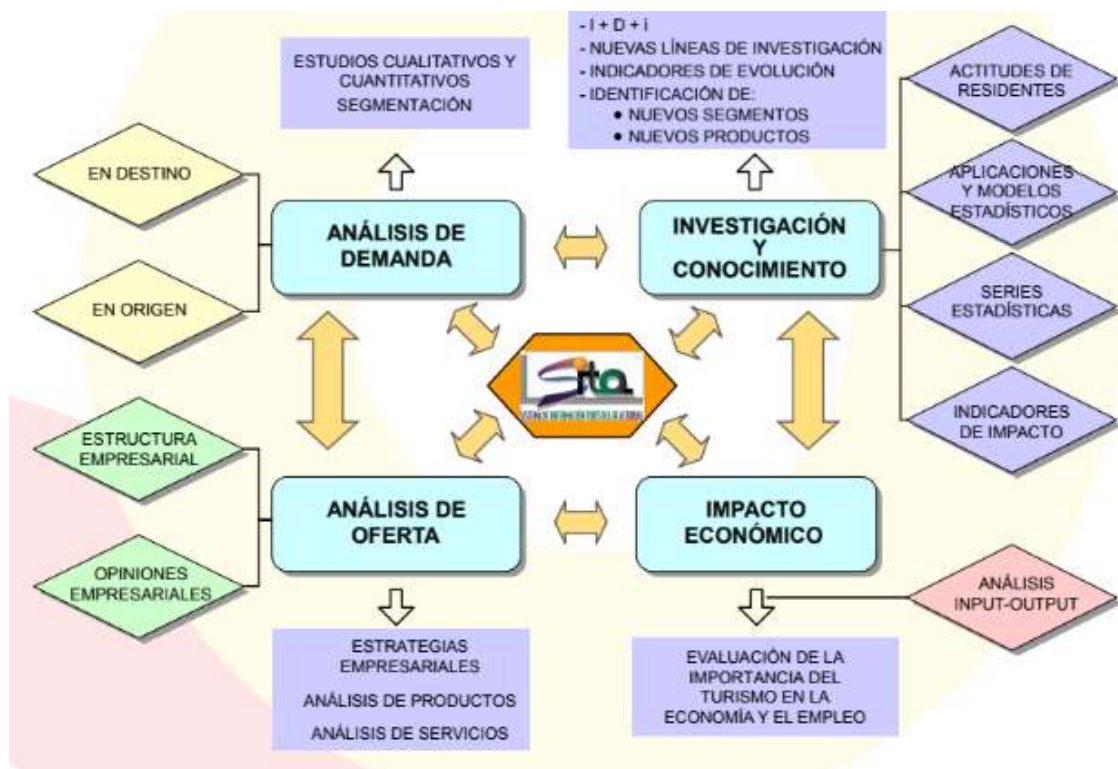 ESTUDIOS CUALITATIVOS Y
CUANTITATIVOS
SEGMENTACIÓN
- I + D + i
- NUEVAS LÍNEAS DE INVESTIGACIÓN
- INDICADORES DE EVOLUCIÓN
- IDENTIFICACIÓN DE:
● NUEVOS SEGMENTOS
● NUEVOS PRODUCTOS
ACTITUDES DE
RESIDENTES
EN DESTINO
APLICACIONES
Y MODELOS
ESTADÍSTICOS
ANÁLISIS DE
DEMANDA
INVESTIGACIÓN
Y
CONOCIMIENTO
EN ORIGEN
SERIES
ESTADÍSTICAS
Sita
ESTRUCTURA
EMPRESARIAL
INDICADORES
DE IMPACTO
ANÁLISIS DE
OFERTA
IMPACTO
ECONÓMICO
OPINIONES
EMPRESARIALES
ANÁLISIS
INPUT-OUTPUT
ESTRATEGIAS
EMPRESARIALES
ANÁLISIS DE PRODUCTOS
ANÁLISIS DE SERVICIOS
EVALUACIÓN DE LA
IMPORTANCIA DEL
TURISMO EN LA
ECONOMÍA Y EL EMPLEO